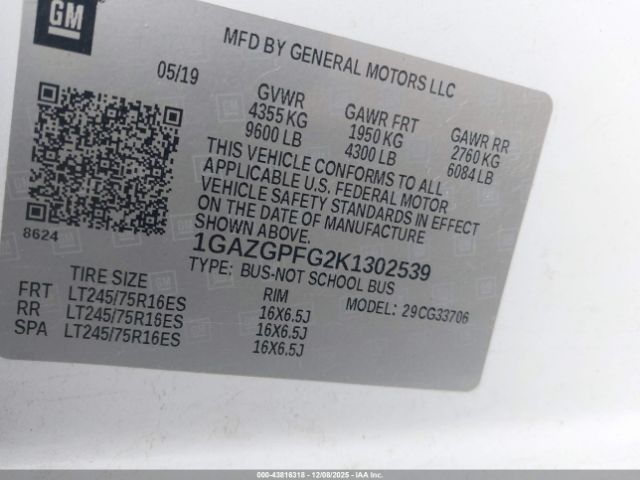 GM
MFD BY GENERAL MOTORS LLC
05/19
GVWR GAWR FRT GAWR RR
4355 KG 1950 KG 2760 KG
9600 LB 4300 LB 6084 LB
THIS VEHICLE CONFORMS TO ALL
APPLICABLE U.S. FEDERAL MOTOR
VEHICLE SAFETY STANDARDS IN EFFECT
ON THE DATE OF MANUFACTURE
SHOWN ABOVE.
8624
1GAZGPFG2K1302539
TYPE: BUS-NOT SCHOOL BUS
MODEL: 29CG33706
TIRE SIZE RIM
FRT LT245/75R16ES 16X6.5J
RR LT245/75R16ES 16X6.5J
SPA LT245/75R16ES 16X6.5J
000-43816318 - 12/08/2025 - IAA Inc.